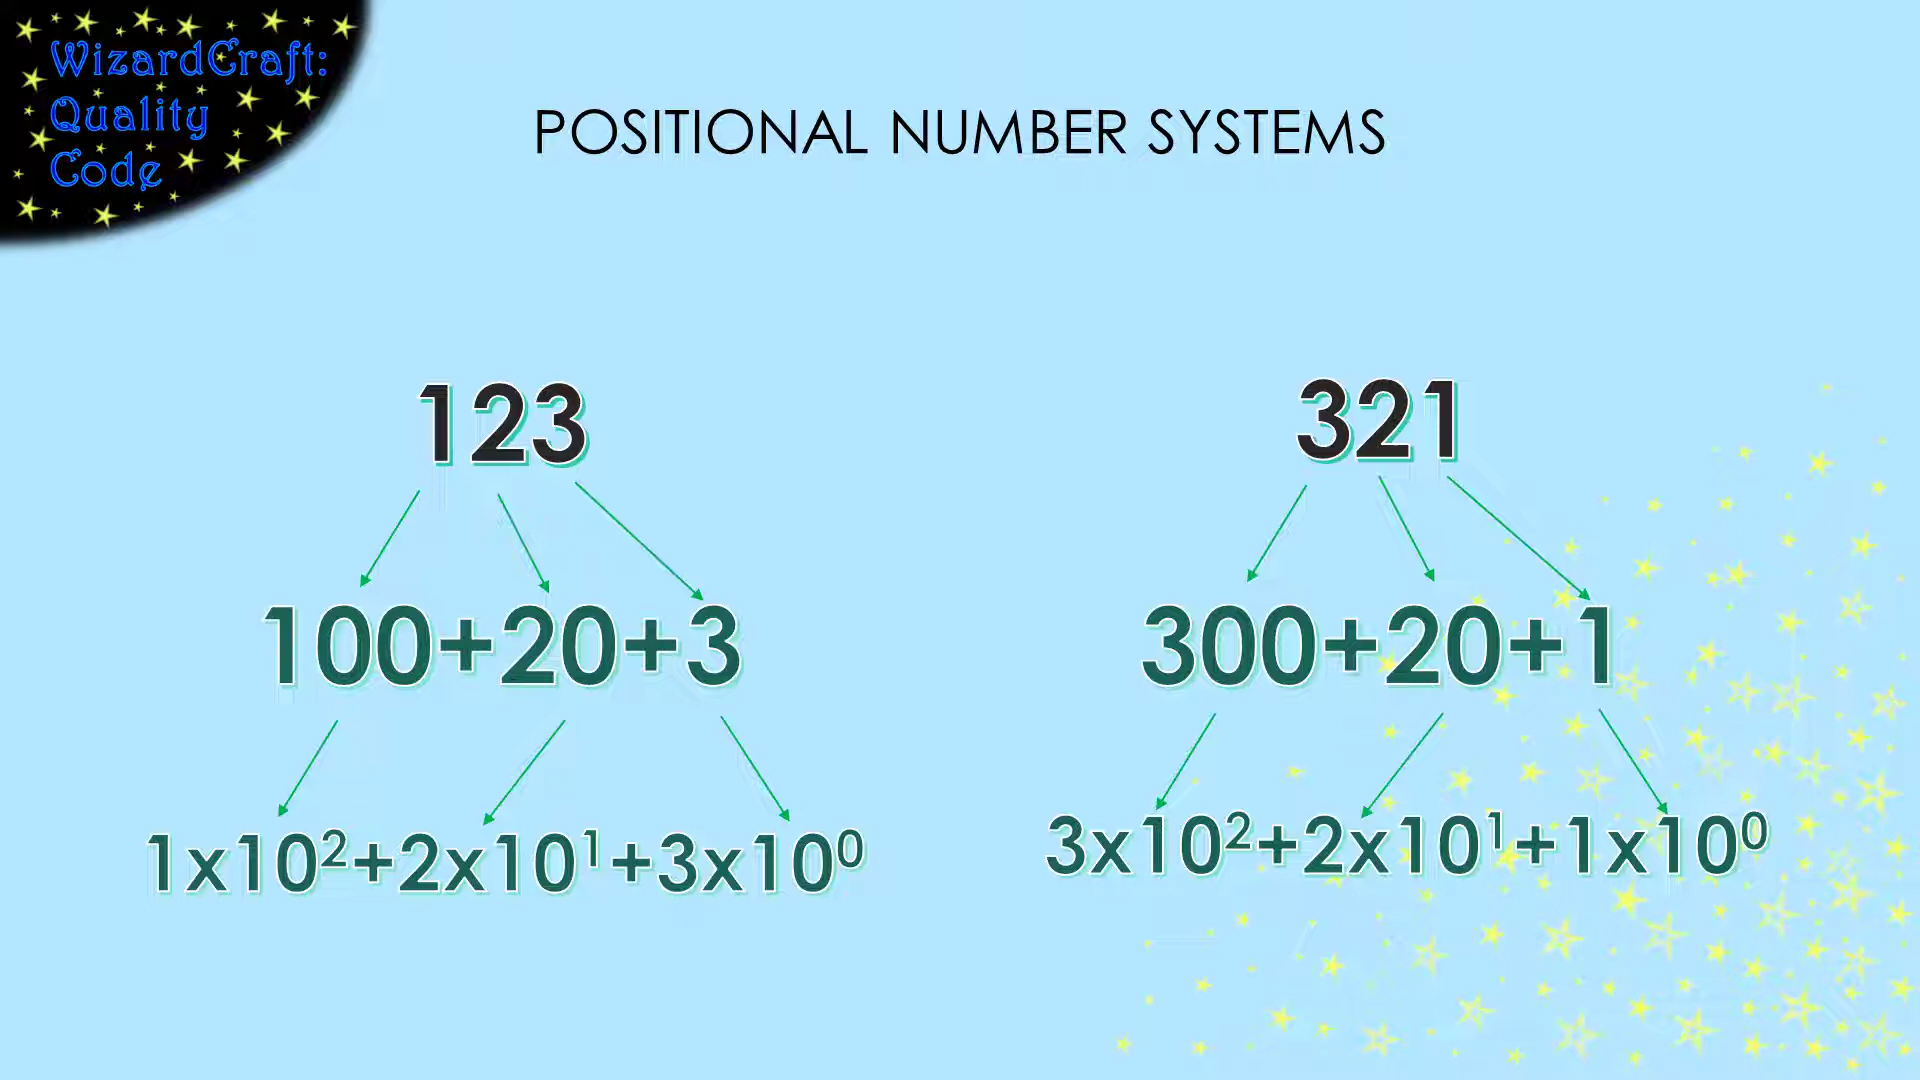 WizardCraft:
Quality
Code
POSITIONAL NUMBER SYSTEMS
123
100+20+3
1x10²+2x10¹+3x10⁰
321
300+20+1
3x10²+2x10¹+1x10⁰